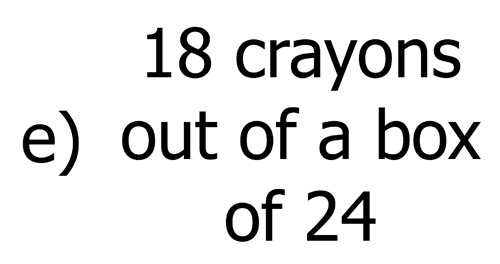 18 crayons
e) out of a box
of 24